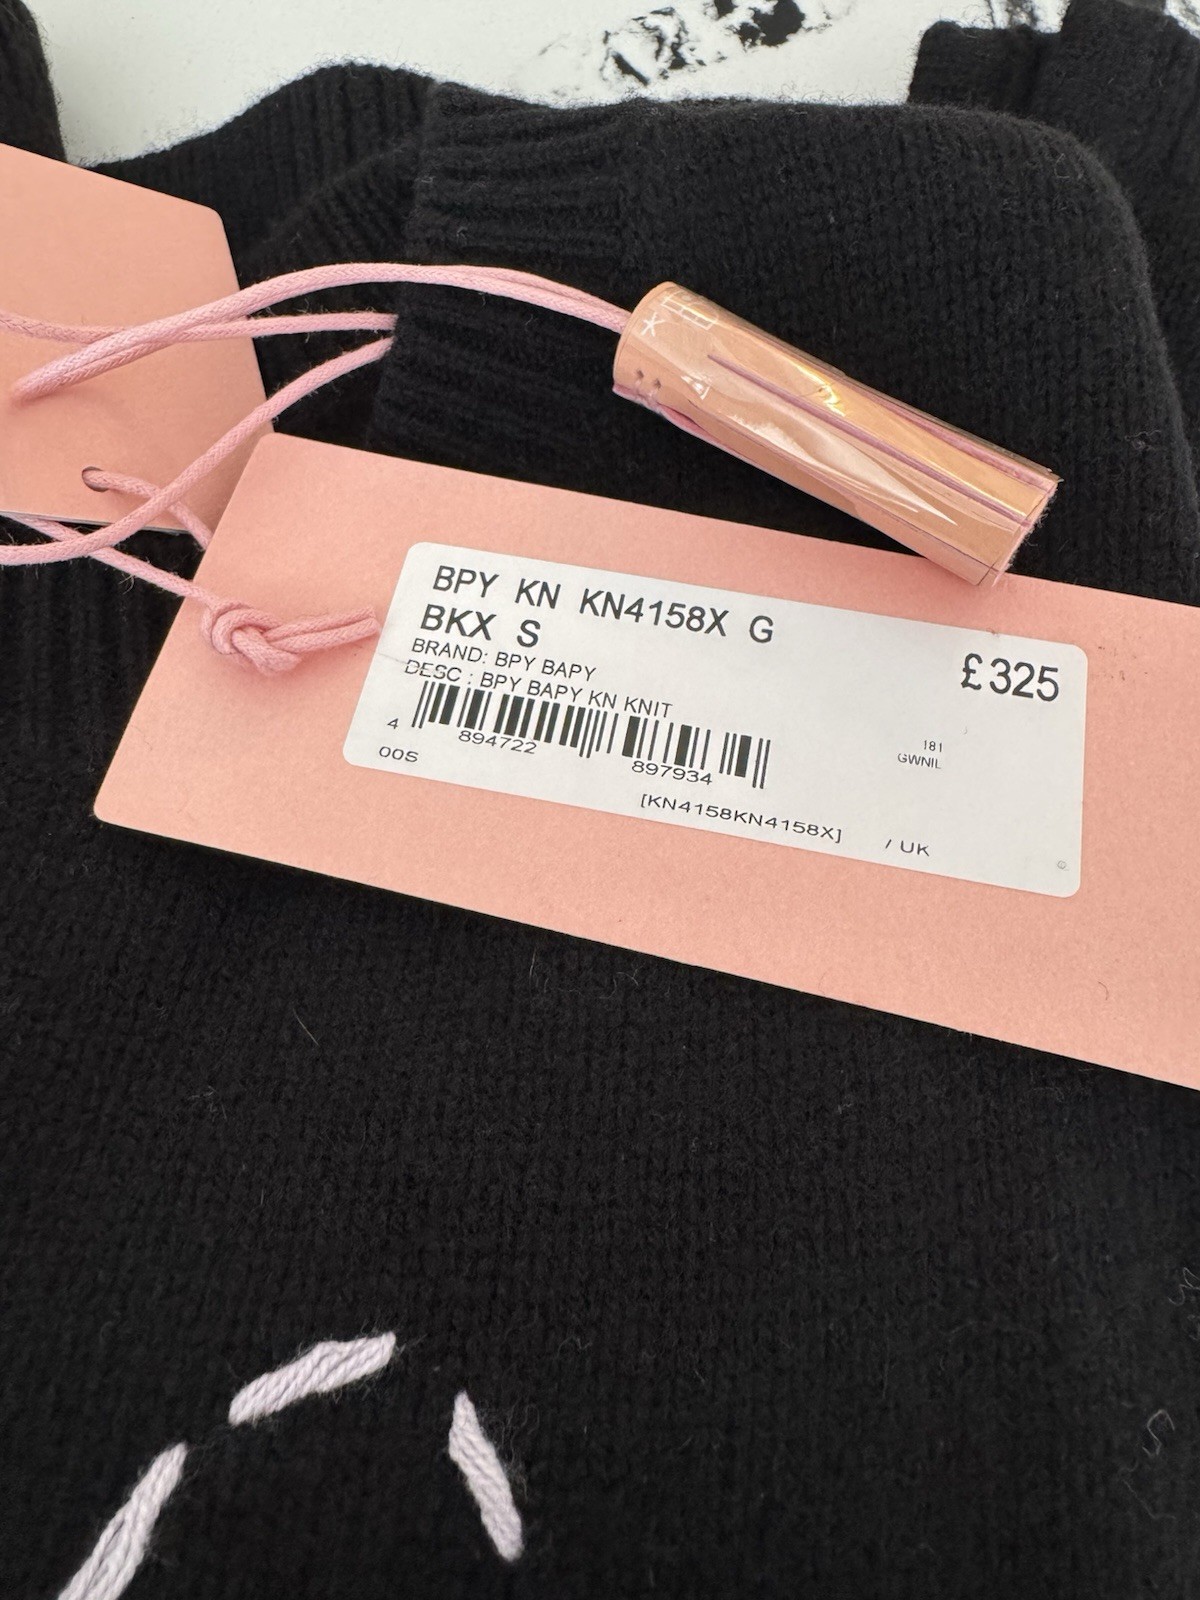 BPY KN KN4158X G
BKX S
£325
BRAND: BPY BAPY
DESC : BPY BAPY KN KNIT
4 894722 897934
00S
181
GWNIL
[KN4158KN4158X] / UK